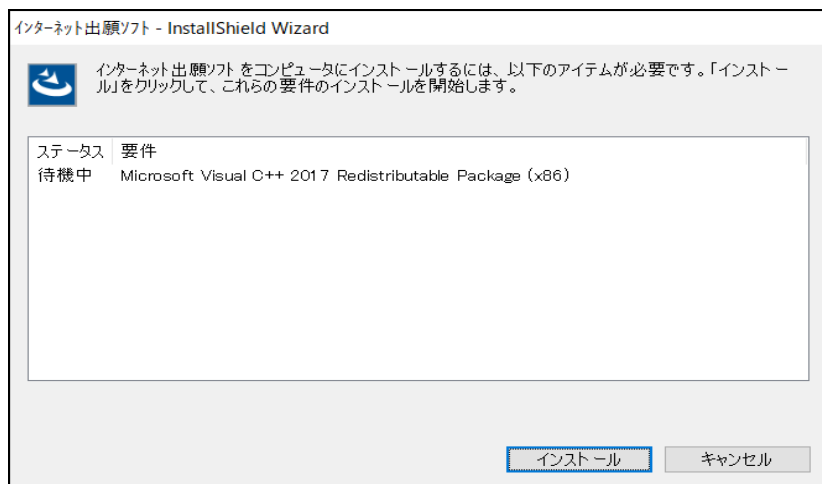 インターネット出願ソフト - InstallShield Wizard
インターネット出願ソフト をコンピュータにインストールするには、以下のアイテムが必要です。「インストー
ル」をクリックして、これらの要件のインストールを開始します。
ステータス 要件
待機中 Microsoft Visual C++ 2017 Redistributable Package (x86)
インストール キャンセル